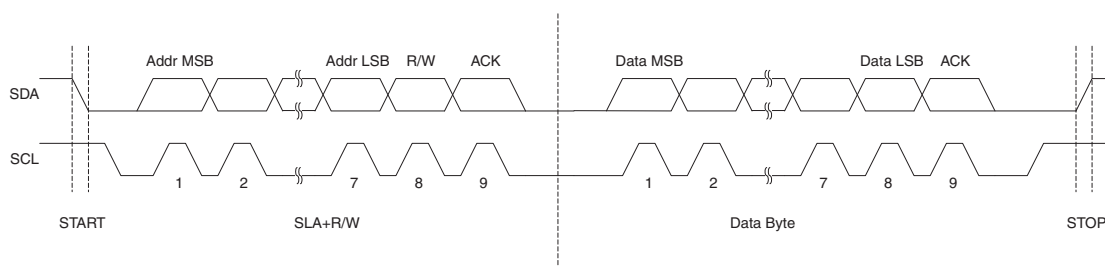 Addr MSB Addr LSB R/W ACK Data MSB Data LSB ACK
SDA
SCL
1 2 7 8 9 1 2 7 8 9
START SLA+R/W Data Byte STOP